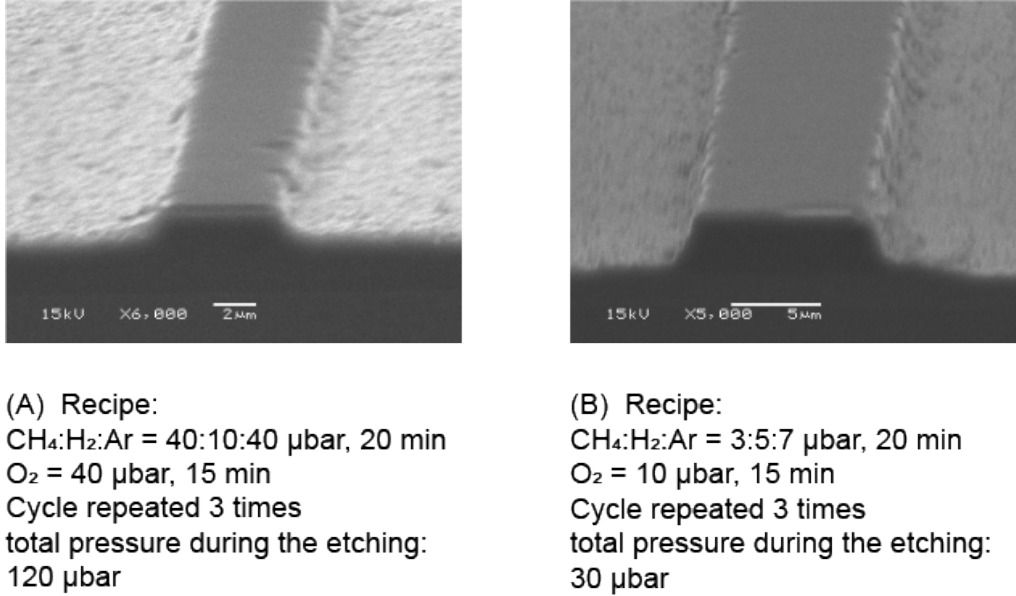 15kV X6,000 2µm
15kV X5,000 5µm
(A) Recipe:
CH₄:H₂:Ar = 40:10:40 µbar, 20 min
O₂ = 40 µbar, 15 min
Cycle repeated 3 times
total pressure during the etching:
120 µbar
(B) Recipe:
CH₄:H₂:Ar = 3:5:7 µbar, 20 min
O₂ = 10 µbar, 15 min
Cycle repeated 3 times
total pressure during the etching:
30 µbar